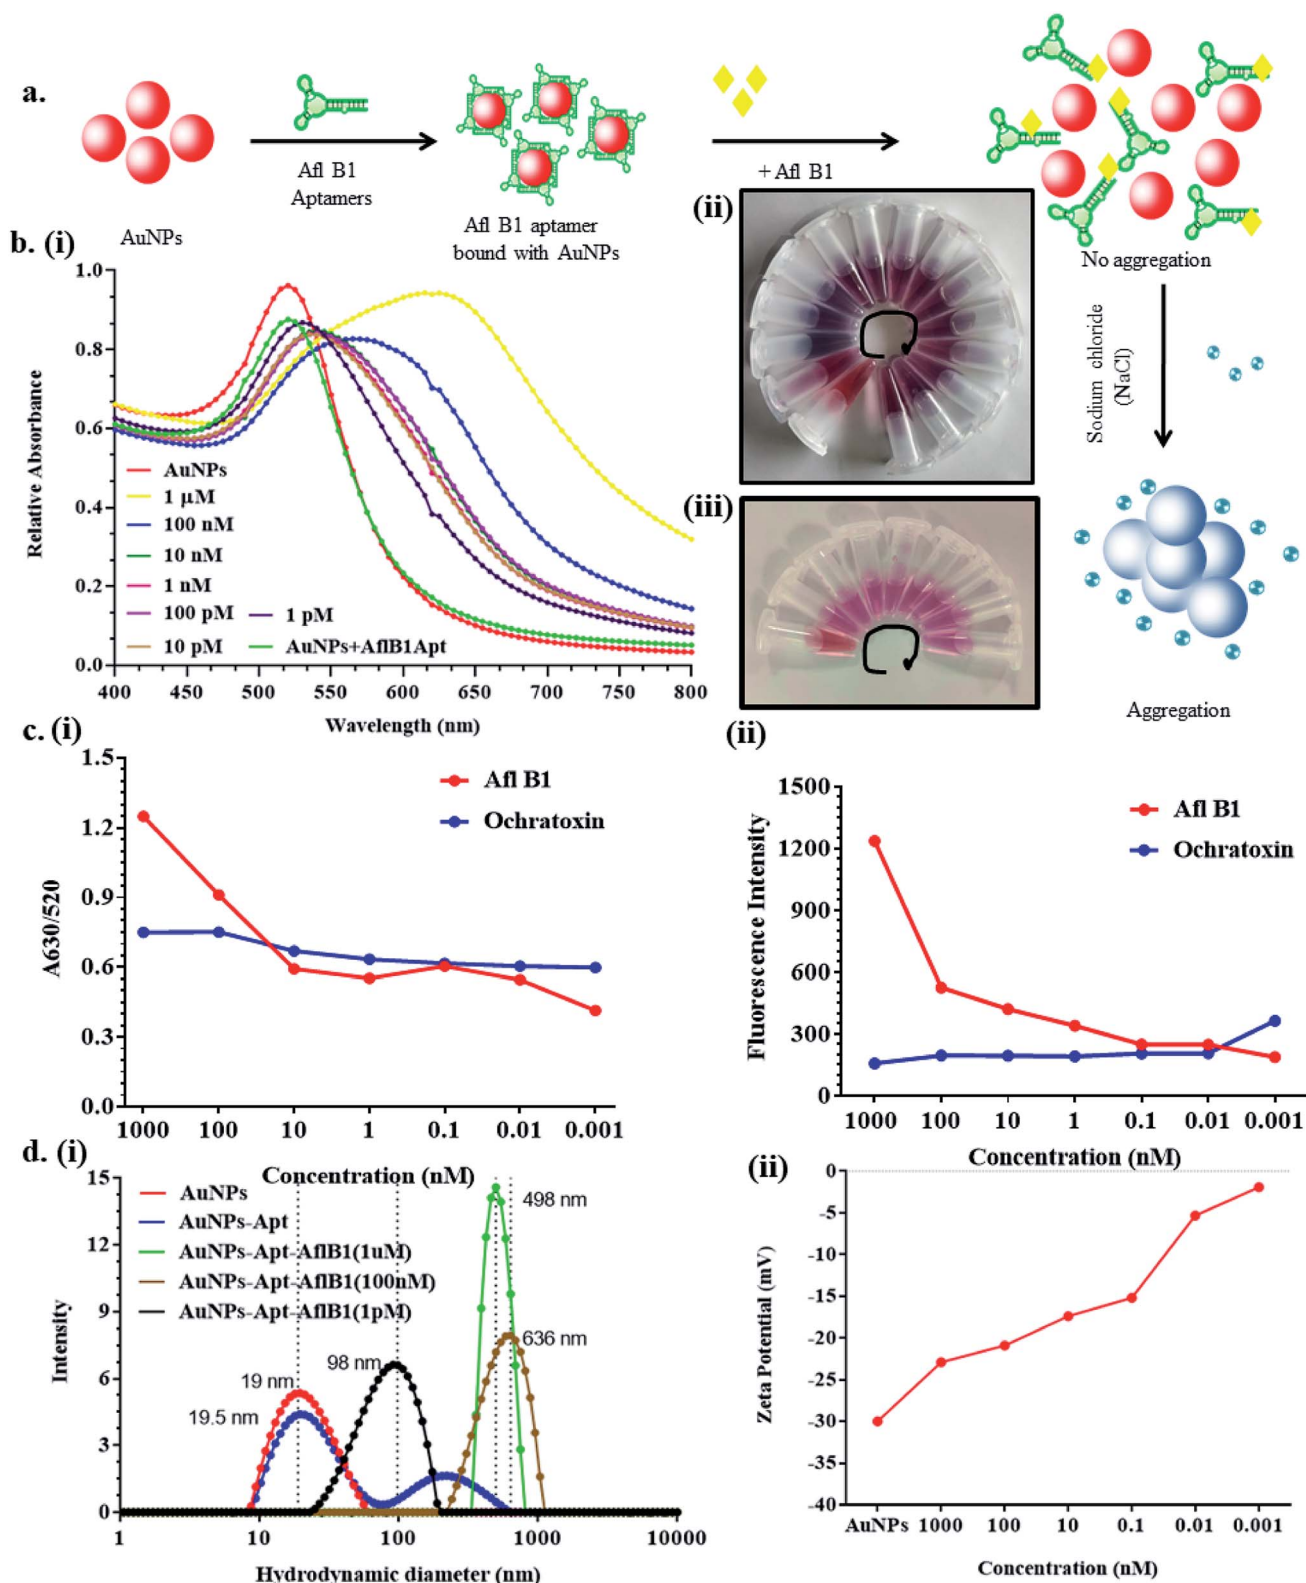 a.
AuNPs
Afl B1
Aptamers
Afl B1 aptamer
bound with AuNPs
+ Afl B1
No aggregation
Sodium chloride
(NaCl)
Aggregation
b. (i)
1.0
0.8
0.6
0.4
0.2
0.0
Relative Absorbance
AuNPs
1 μM
100 nM
10 nM
1 nM
100 pM
1 pM
10 pM
AuNPs+AflB1Apt
400
450
500
550
600
650
700
750
800
Wavelength (nm)
(ii)
(iii)
c. (i)
1.5
1.2
0.9
0.6
0.3
0.0
A630/520
Afl B1
Ochratoxin
1000
100
10
1
0.1
0.01
0.001
Concentration (nM)
(ii)
1500
1200
900
600
300
0
Fluorescence Intensity
Afl B1
Ochratoxin
1000
100
10
1
0.1
0.01
0.001
Concentration (nM)
d. (i)
15
12
9
6
3
0
Intensity
AuNPs
AuNPs-Apt
AuNPs-Apt-AflB1(1uM)
AuNPs-Apt-AflB1(100nM)
AuNPs-Apt-AflB1(1pM)
498 nm
636 nm
98 nm
19 nm
19.5 nm
1
10
100
1000
10000
Hydrodynamic diameter (nm)
(ii)
0
-5
-10
-15
-20
-25
-30
-35
-40
Zeta Potential (mV)
AuNPs
1000
100
10
0.1
0.01
0.001
Concentration (nM)